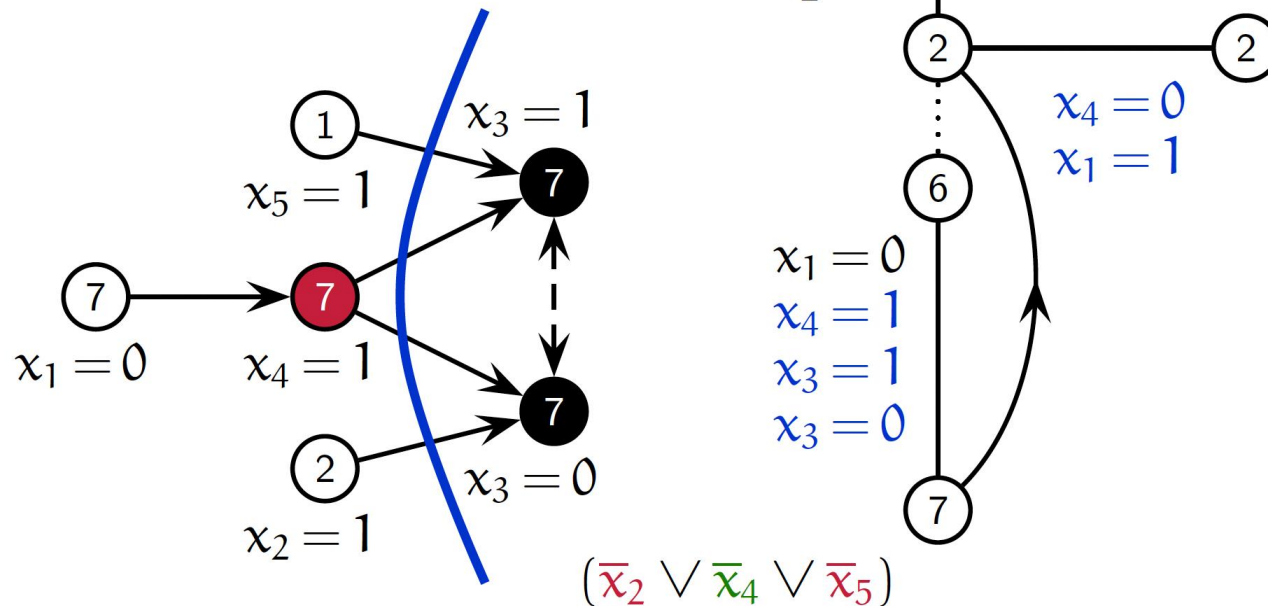 1
x₃ = 1
7
x₅ = 1
7
7
x₁ = 0
x₄ = 1
7
2
x₃ = 0
x₂ = 1
(x̅₂ ∨ x̅₄ ∨ x̅₅)
2
2
x₄ = 0
x₁ = 1
6
x₁ = 0
x₄ = 1
x₃ = 1
x₃ = 0
7